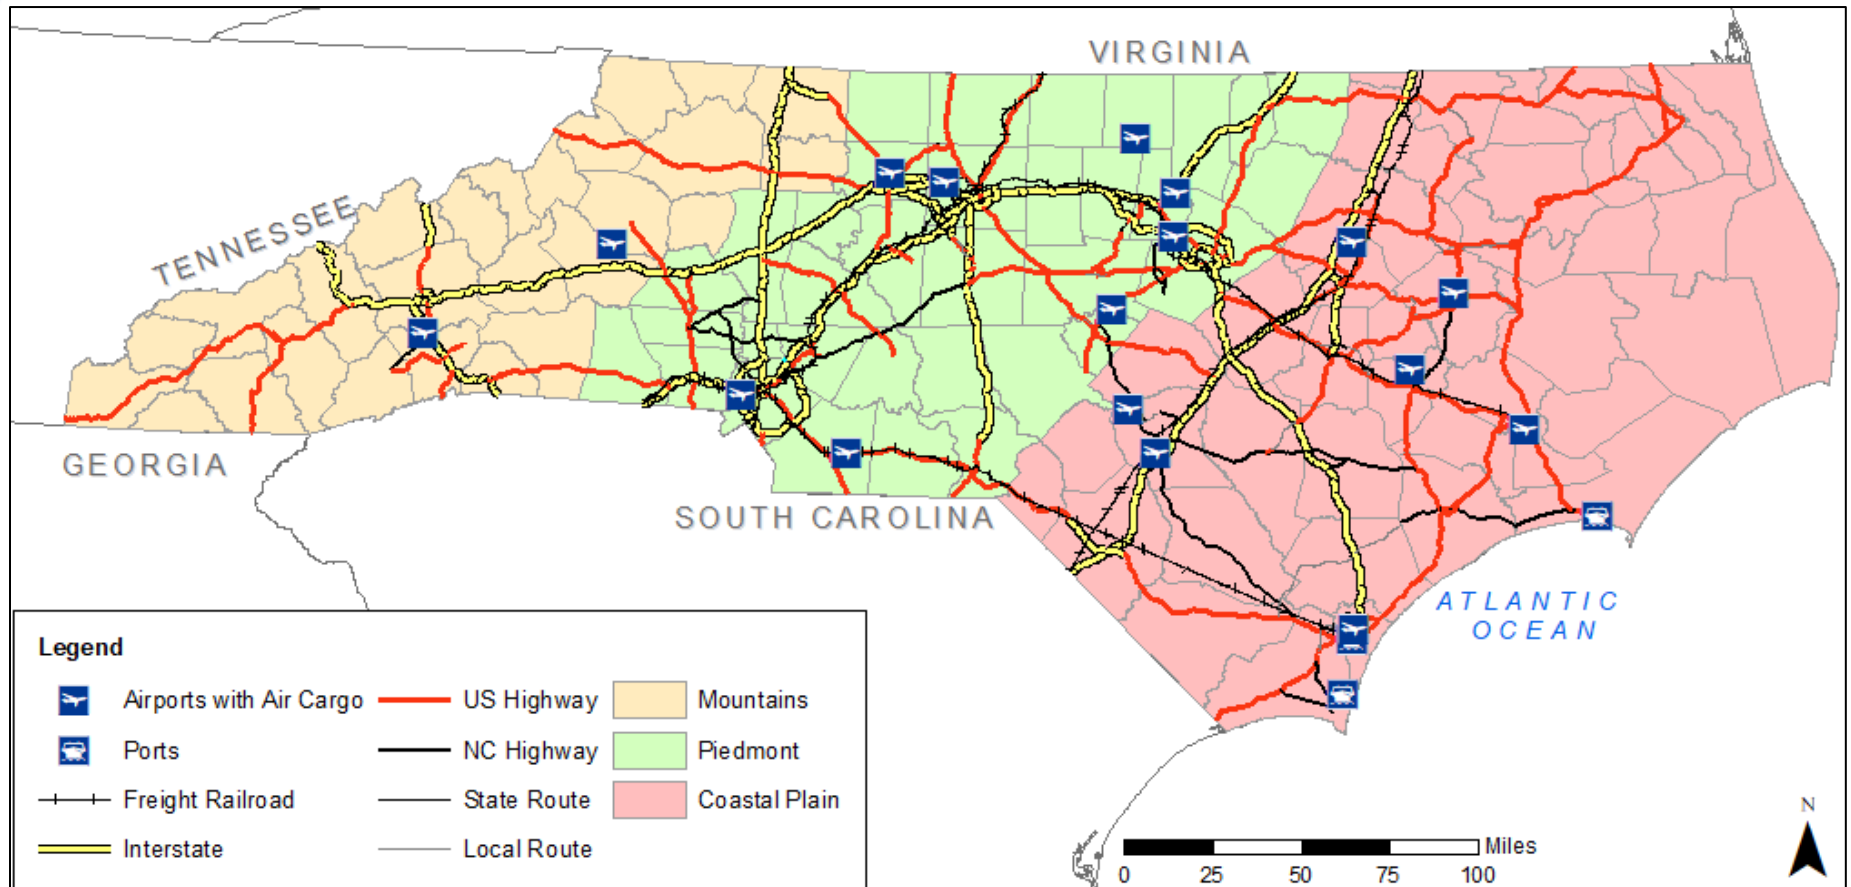 VIRGINIA
TENNESSEE
GEORGIA
SOUTH CAROLINA
ATLANTIC
OCEAN
Legend
Airports with Air Cargo
Ports
Freight Railroad
Interstate
US Highway
NC Highway
State Route
Local Route
Mountains
Piedmont
Coastal Plain
N
Miles
0 25 50 75 100